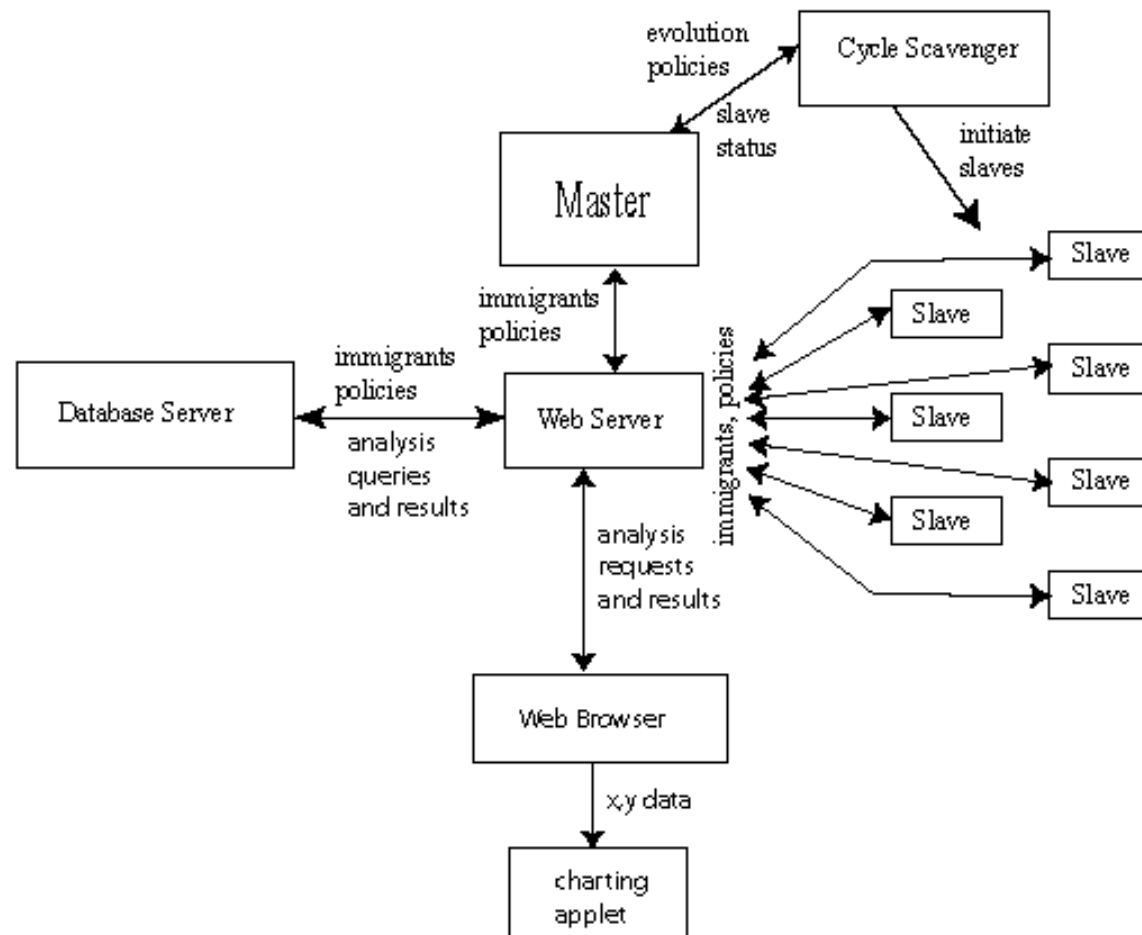 evolution
policies
Cycle Scavenger
slave
status
initiate
slaves
Master
Slave
immigrants
policies
Slave
immigrants, policies
Slave
immigrants
policies
Database Server
Web Server
Slave
analysis
queries
and results
Slave
Slave
analysis
requests
and results
Slave
Web Browser
x,y data
charting
applet